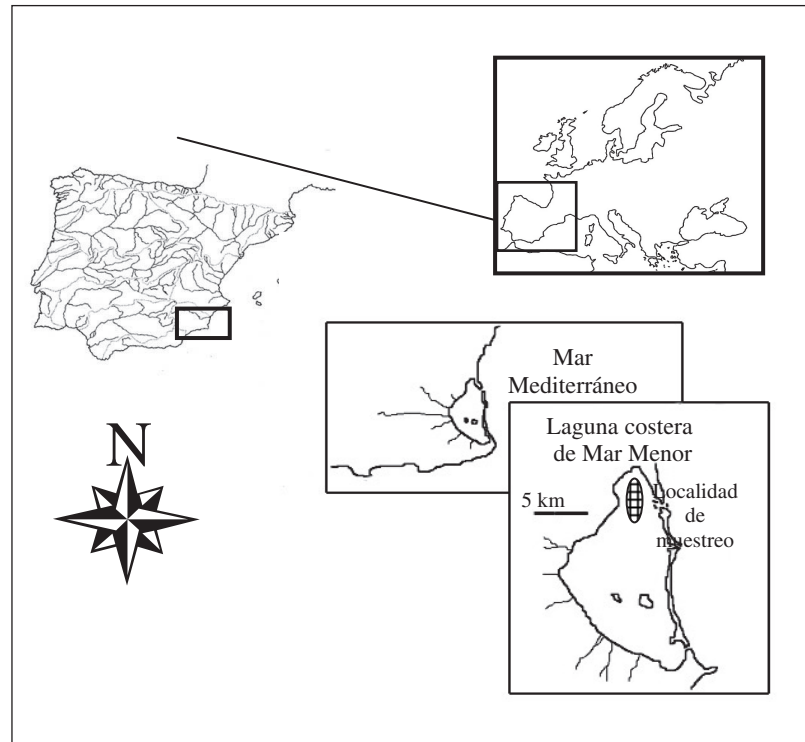 Mar
Mediterráneo
Laguna costera
de Mar Menor
5 km
Localidad
de
muestreo
N